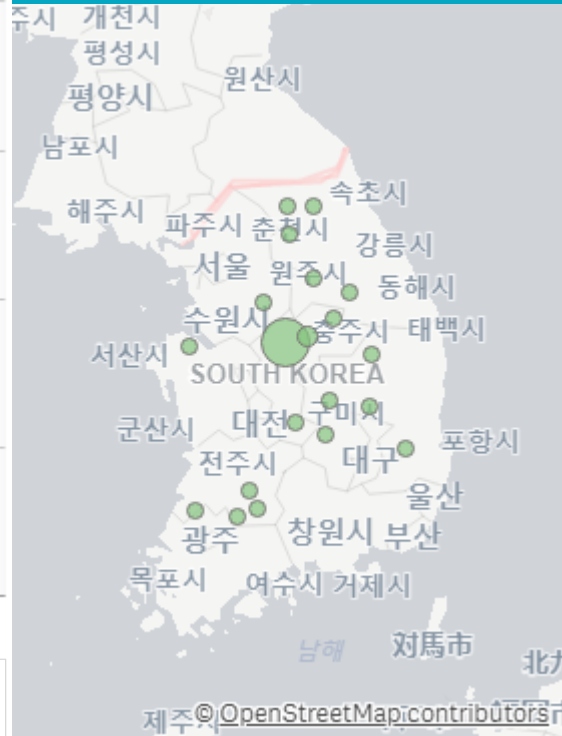 주시 개천시
평성시
원산시
평양시
남포시
해주시
속초시
파주시 춘천시
강릉시
서울 원주시
동해시
수원시
충주시 태백시
서산시
SOUTH KOREA
구미시
군산시 대전
포항시
전주시 대구
울산
광주 창원시 부산
목포시 여수시 거제시
남해 対馬市
北九
제주시
© OpenStreetMap contributors